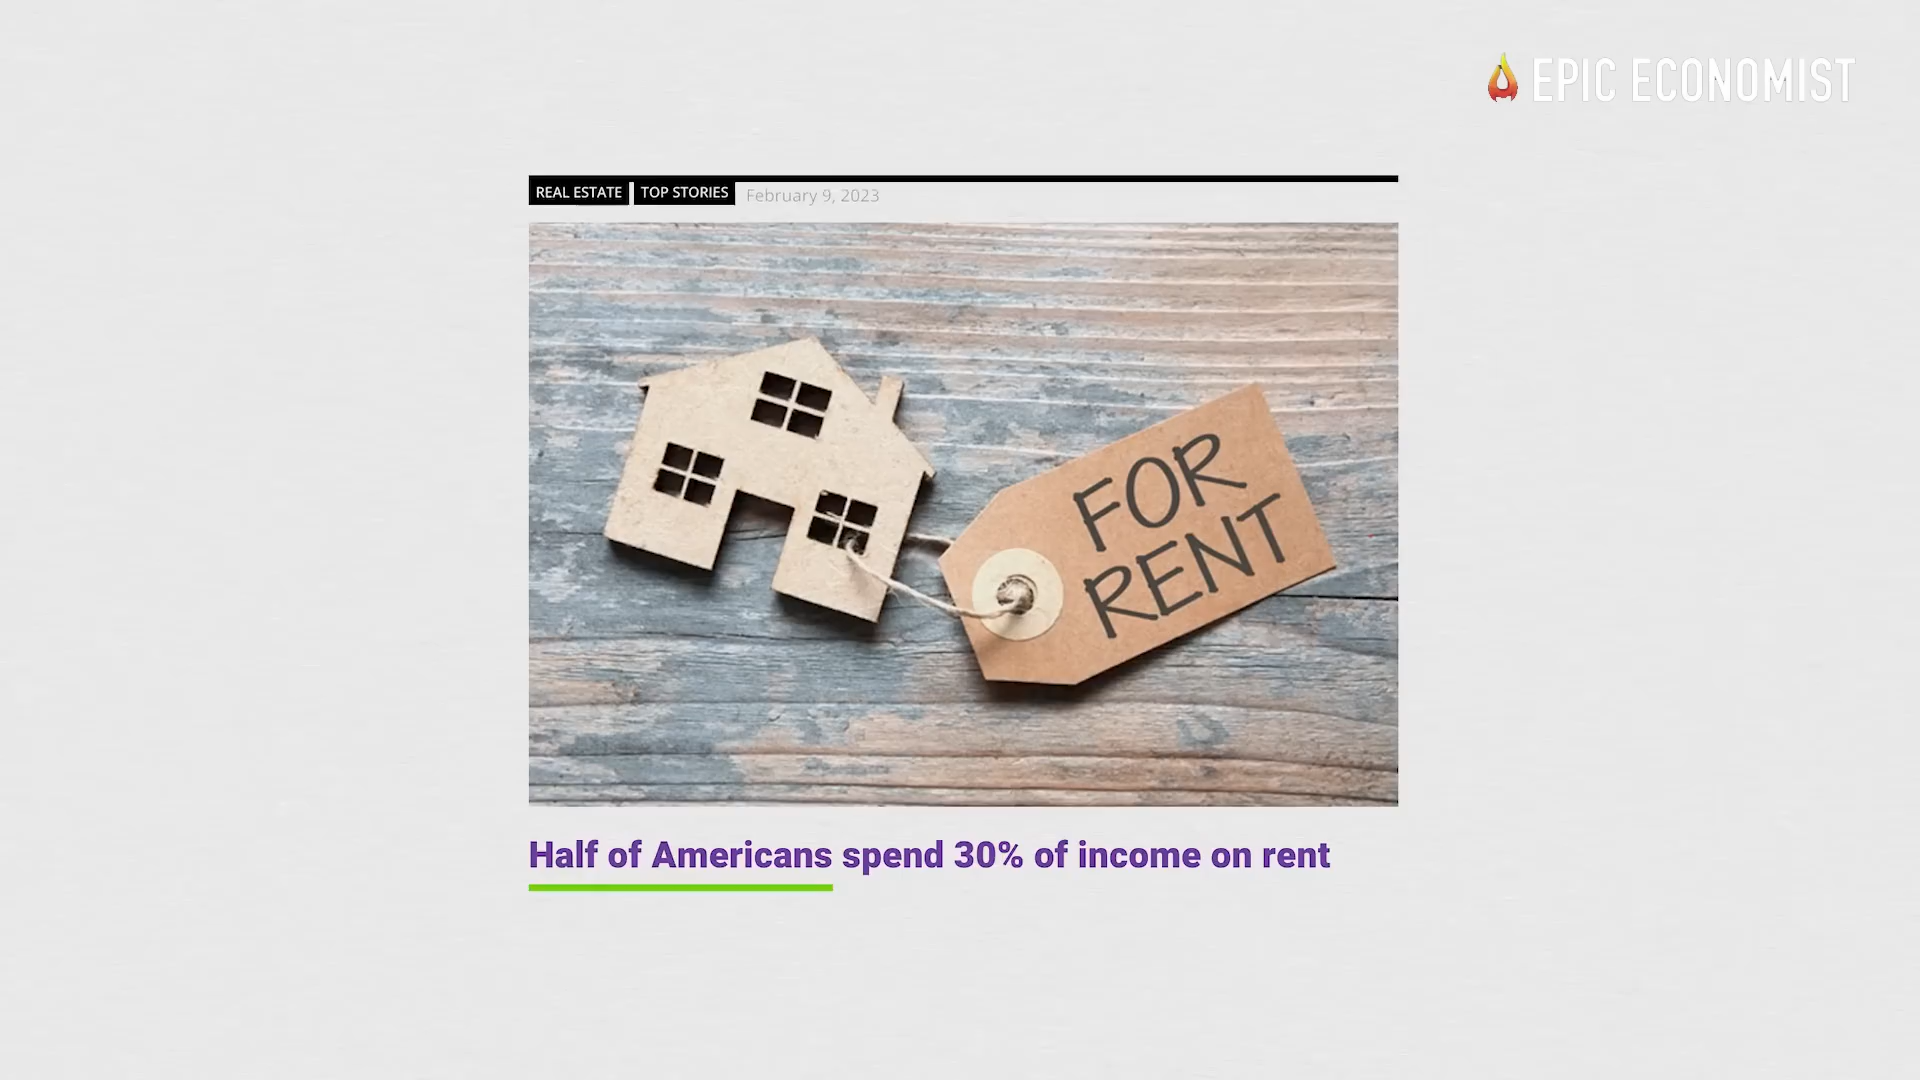 EPIC ECONOMIST
REAL ESTATE TOP STORIES February 9, 2023
FOR
RENT
Half of Americans spend 30% of income on rent